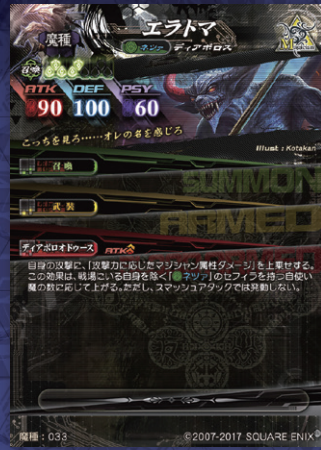 魔種
エラトマ
ネツァ ディアボロス
召喚
ATK DEF PSY
90 100 60
こっちを見ろ……オレの名を感じろ
Illust : Kotakan
召喚
SUMMON
武装
ARMED
ディアボロオドゥース ATK
自身の攻撃に、「攻撃力に応じたマジシャン属性ダメージ」を上乗せする。
この効果は、戦場にいる自身を除く「ネツァ」のセフィラを持つ自使い
魔の数に応じて上がる。ただし、スマッシュアタックでは発動しない。
魔種:033
©2007-2017 SQUARE ENIX